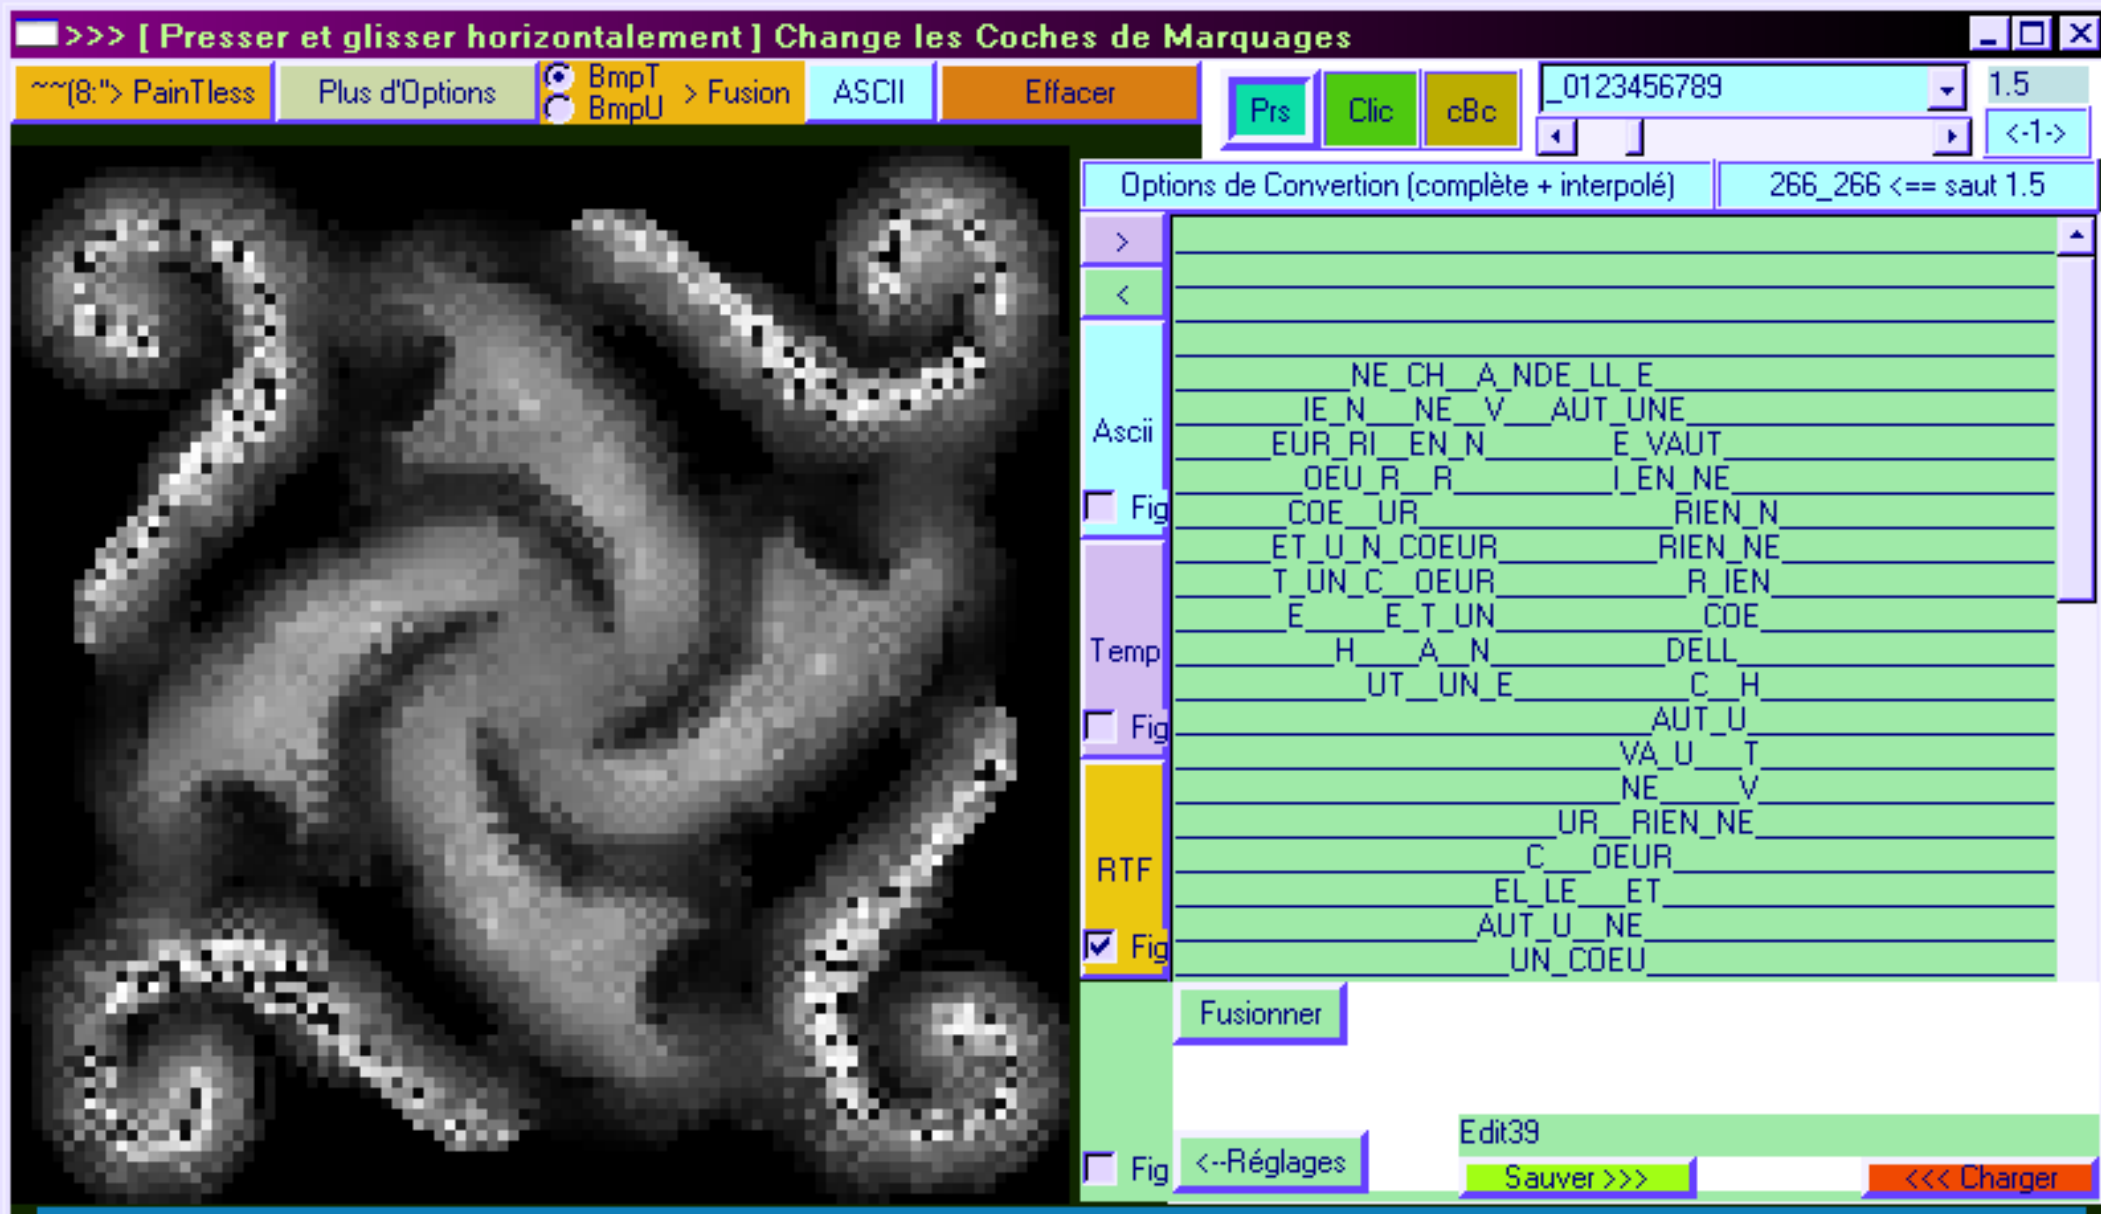 >>> [ Presser et glisser horizontalement ] Change les Coches de Marquages
~~(8:"> PainTless
Plus d'Options
BmpT
BmpU
> Fusion
ASCII
Effacer
Prs
Clic
cBc
_0123456789
1.5
<-1->
Options de Convertion (complète + interpolé)
266_266 <== saut 1.5
>
<
Ascii
Fig
Temp
Fig
RTF
Fig
NE_CH__A_NDE_LL_E
IE_N___NE__V___AUT_UNE
EUR_RI__EN_N________E_VAUT
OEU_R__R__________I_EN_NE
COE__UR________________RIEN_N
ET_U_N_COEUR__________RIEN_NE
T_UN_C__OEUR____________R_IEN
E_____E_T_UN_____________COE
H____A__N___________DELL
UT__UN_E___________C__H
AUT_U
VA_U___T
NE_____V
UR__RIEN_NE
C___OEUR
EL_LE___ET
AUT_U__NE
UN_COEU
Fusionner
Fig
<--Réglages
Edit39
Sauver >>>
<<< Charger